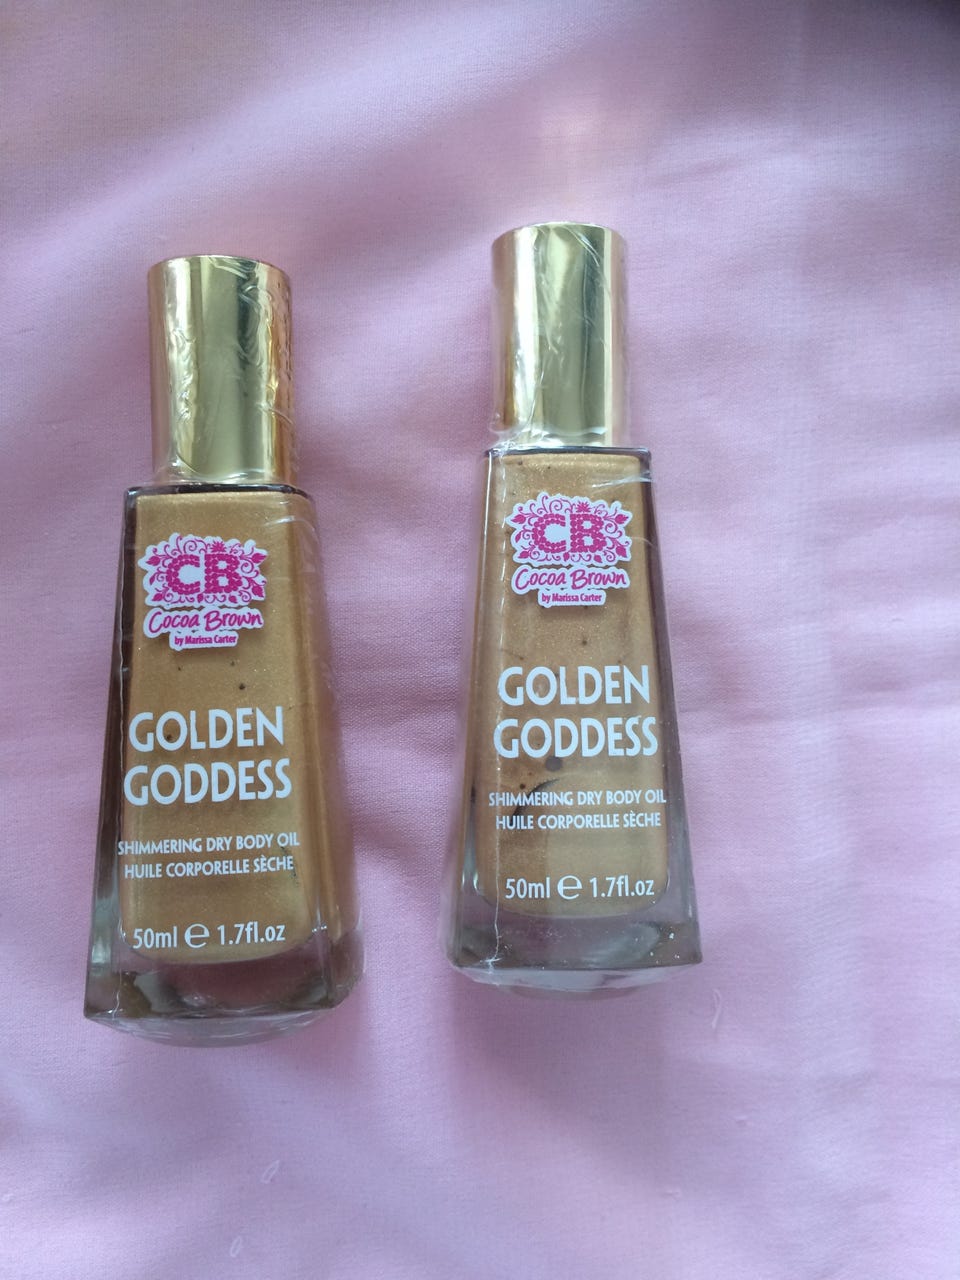 CB
Cocoa Brown
by Marissa Carter
GOLDEN
GODDESS
SHIMMERING DRY BODY OIL
HUILE CORPORELLE SÈCHE
50ml ℮ 1.7fl.oz
CB
Cocoa Brown
by Marissa Carter
GOLDEN
GODDESS
SHIMMERING DRY BODY OIL
HUILE CORPORELLE SÈCHE
50ml ℮ 1.7fl.oz